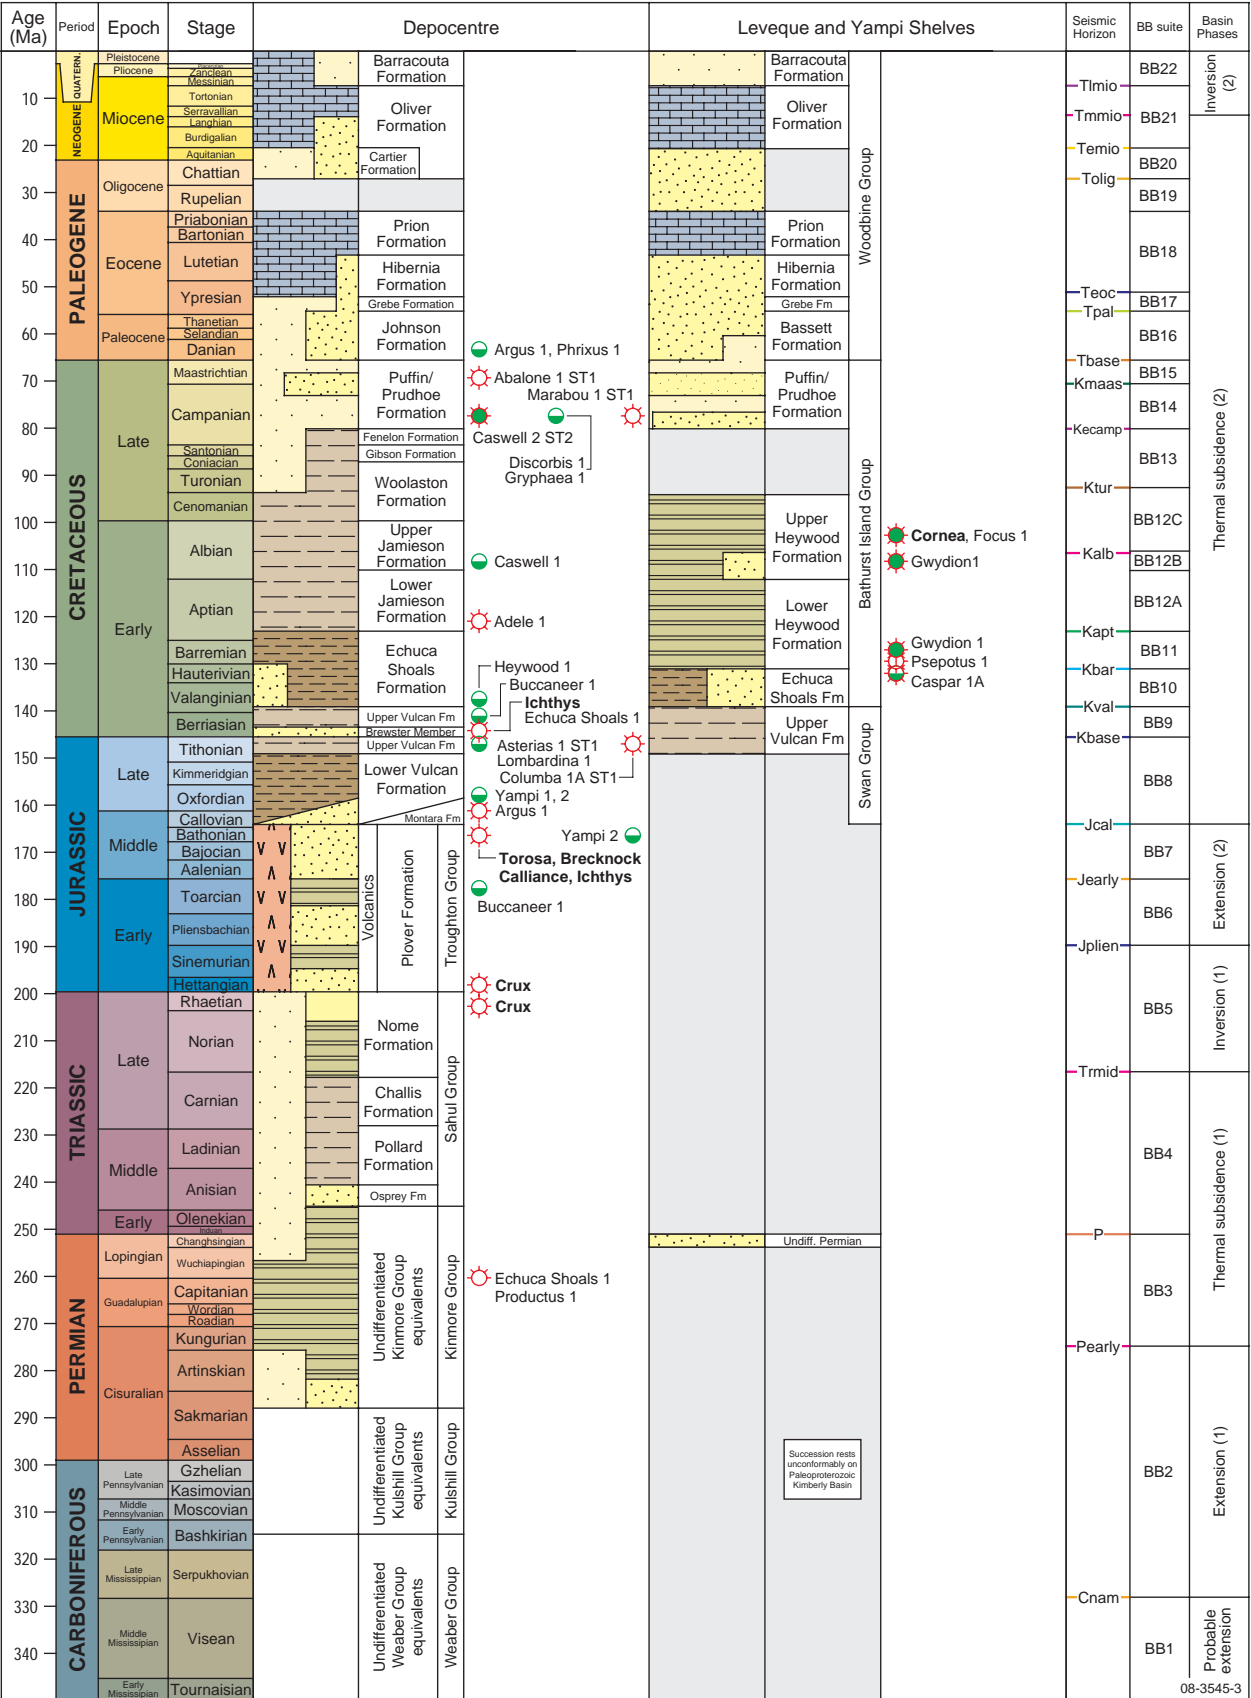 Age
(Ma)
Period
Epoch
Stage
Depocentre
Leveque and Yampi Shelves
Seismic
Horizon
BB suite
Basin
Phases
10
20
30
40
50
60
70
80
90
100
110
120
130
140
150
160
170
180
190
200
210
220
230
240
250
260
270
280
290
300
310
320
330
340
QUATERN.
NEOGENE
PALEOGENE
CRETACEOUS
JURASSIC
TRIASSIC
PERMIAN
CARBONIFEROUS
Pleistocene
Pliocene
Miocene
Oligocene
Eocene
Paleocene
Late
Early
Late
Middle
Early
Late
Middle
Early
Lopingian
Guadalupian
Cisuralian
Late
Pennsylvanian
Middle
Pennsylvanian
Early
Pennsylvanian
Late
Mississippian
Middle
Mississipian
Early
Mississipian
Zanclean
Messinian
Tortonian
Serravallian
Langhian
Burdigalian
Aquitanian
Chattian
Rupelian
Priabonian
Bartonian
Lutetian
Ypresian
Thanetian
Selandian
Danian
Maastrichtian
Campanian
Santonian
Coniacian
Turonian
Cenomanian
Albian
Aptian
Barremian
Hauterivian
Valanginian
Berriasian
Tithonian
Kimmeridgian
Oxfordian
Callovian
Bathonian
Bajocian
Aalenian
Toarcian
Pliensbachian
Sinemurian
Hettangian
Rhaetian
Norian
Carnian
Ladinian
Anisian
Olenekian
Induan
Changhsingian
Wuchiapingian
Capitanian
Wordian
Roadian
Kungurian
Artinskian
Sakmarian
Asselian
Gzhelian
Kasimovian
Moscovian
Bashkirian
Serpukhovian
Visean
Tournaisian
Barracouta
Formation
Oliver
Formation
Cartier
Formation
Prion
Formation
Hibernia
Formation
Grebe Formation
Johnson
Formation
Puffin/
Prudhoe
Formation
Fenelon Formation
Gibson Formation
Woolaston
Formation
Upper
Jamieson
Formation
Lower
Jamieson
Formation
Echuca
Shoals
Formation
Upper Vulcan Fm
Brewster Member
Upper Vulcan Fm
Lower Vulcan
Formation
Montara Fm
Volcanics
Plover Formation
Troughton Group
Nome
Formation
Challis
Formation
Pollard
Formation
Osprey Fm
Sahul Group
Undifferentiated
Kinmore Group
equivalents
Kinmore Group
Undifferentiated
Kulshill Group
equivalents
Kulshill Group
Undifferentiated
Weaber Group
equivalents
Weaber Group
Argus 1, Phrixus 1
Abalone 1 ST1
Marabou 1 ST1
Caswell 2 ST2
Discorbis 1
Gryphaea 1
Caswell 1
Adele 1
Heywood 1
Buccaneer 1
Ichthys
Echuca Shoals 1
Asterias 1 ST1
Lombardina 1
Columba 1A ST1
Yampi 1, 2
Argus 1
Yampi 2
Torosa, Brecknock
Calliance, Ichthys
Buccaneer 1
Crux
Crux
Echuca Shoals 1
Productus 1
Barracouta
Formation
Oliver
Formation
Prion
Formation
Hibernia
Formation
Grebe Fm
Bassett
Formation
Puffin/
Prudhoe
Formation
Upper
Heywood
Formation
Lower
Heywood
Formation
Echuca
Shoals Fm
Upper
Vulcan Fm
Undiff. Permian
Succession rests
unconformably on
Paleoproterozoic
Kimberly Basin
Woodbine Group
Bathurst Island Group
Swan Group
Cornea, Focus 1
Gwydion1
Gwydion 1
Psepotus 1
Caspar 1A
Tlmio
Tmmio
Temio
Tolig
Teoc
Tpal
Tbase
Kmaas
Kecamp
Ktur
Kalb
Kapt
Kbar
Kval
Kbase
Jcal
Jearly
Jplien
Trmid
P
Pearly
Cnam
BB22
BB21
BB20
BB19
BB18
BB17
BB16
BB15
BB14
BB13
BB12C
BB12B
BB12A
BB11
BB10
BB9
BB8
BB7
BB6
BB5
BB4
BB3
BB2
BB1
Inversion
(2)
Thermal subsidence (2)
Extension (2)
Inversion (1)
Thermal subsidence (1)
Extension (1)
Probable
extension
08-3545-3